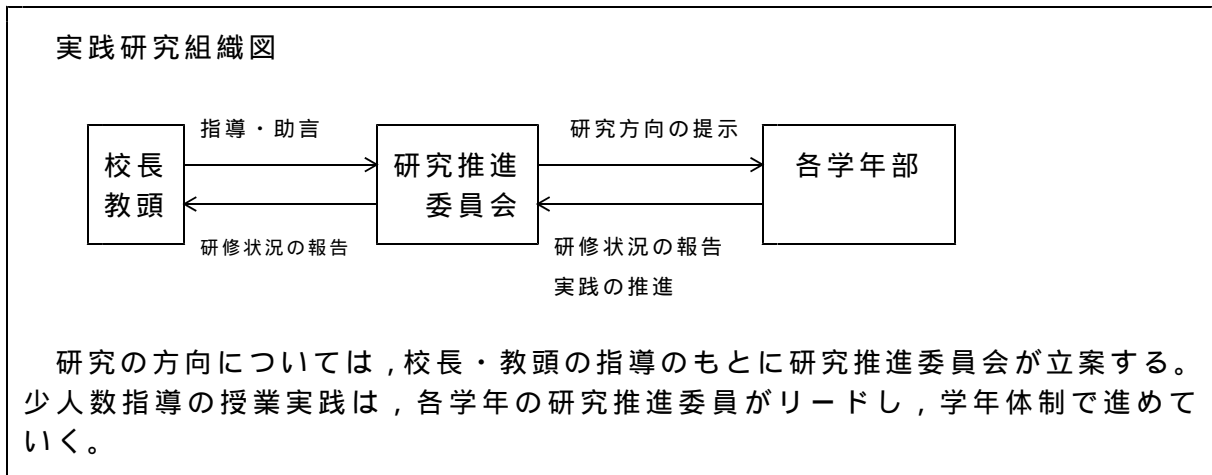 実践研究組織図
指導・助言
研究方向の提示
校長
教頭
研究推進
委員会
各学年部
研修状況の報告
研修状況の報告
実践の推進
研究の方向については,校長・教頭の指導のもとに研究推進委員会が立案する。
少人数指導の授業実践は,各学年の研究推進委員がリードし,学年体制で進めて
いく。